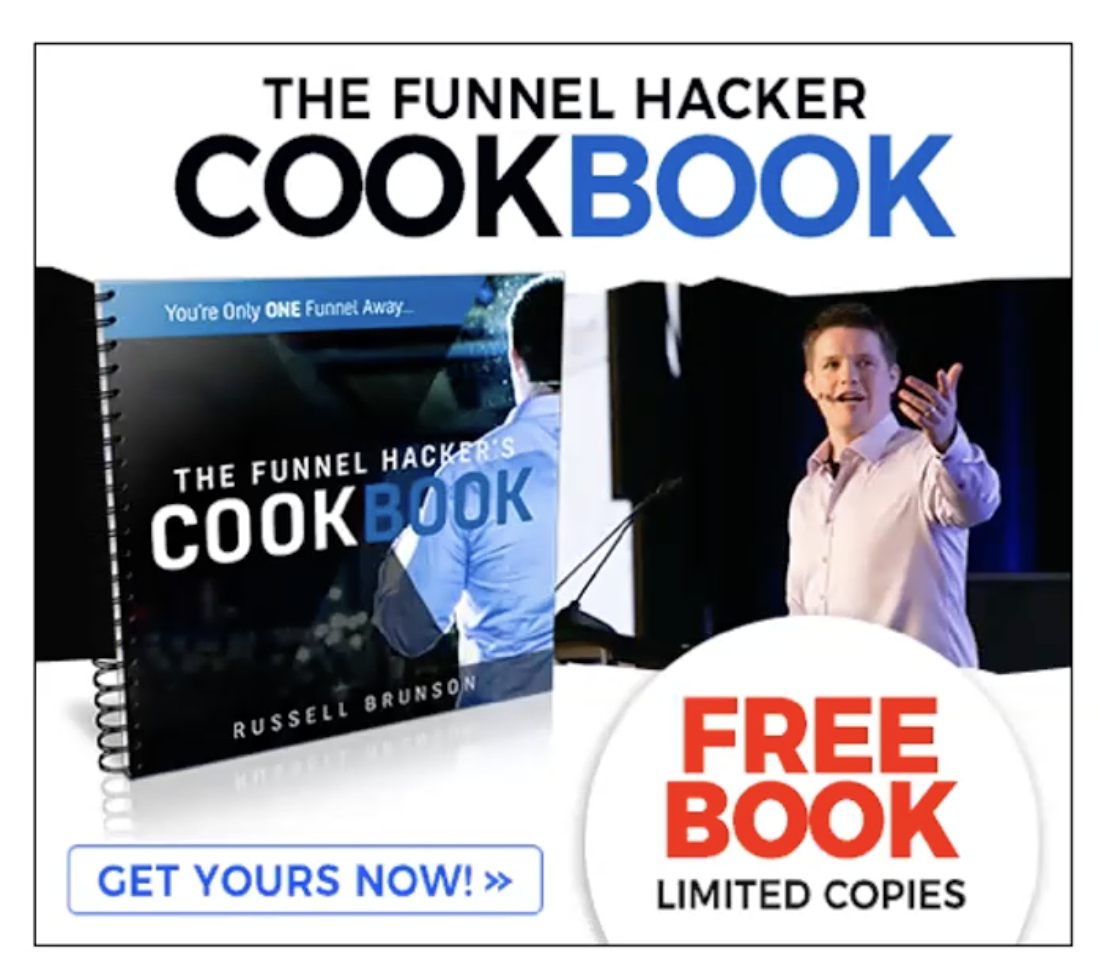 THE FUNNEL HACKER
COOKBOOK
You're Only ONE Funnel Away...
THE FUNNEL HACKER'S
COOKBOOK
RUSSELL BRUNSON
FREE
BOOK
LIMITED COPIES
GET YOURS NOW! »